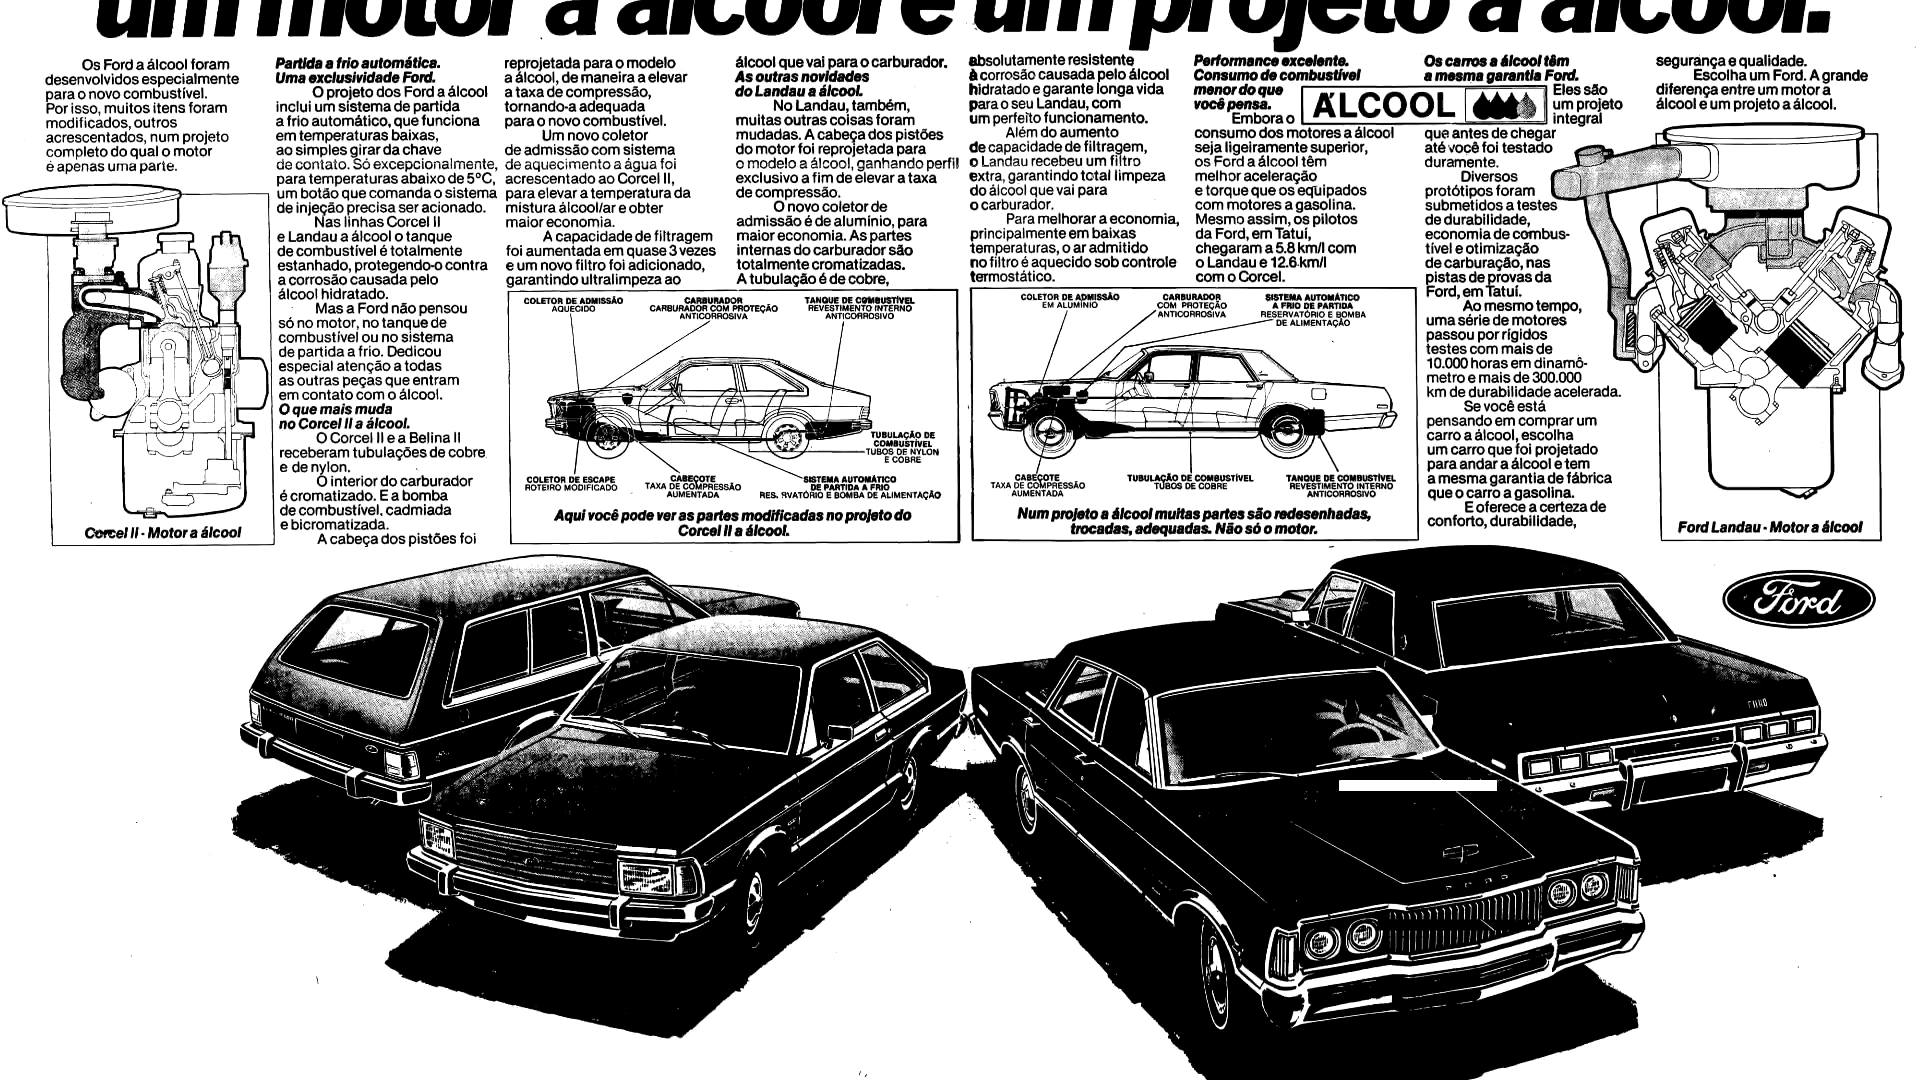 um motor a álcool e um projeto a álcool.
Os Ford a álcool foram
desenvolvidos especialmente
para o novo combustível.
Por isso, muitos itens foram
modificados, outros
acrescentados, num projeto
completo do qual o motor
é apenas uma parte.
Corcel II - Motor a álcool
Partida a frio automática.
Uma exclusividade Ford.
O projeto dos Ford a álcool
inclui um sistema de partida
a frio automático, que funciona
em temperaturas baixas,
ao simples girar da chave
de contato. Só excepcionalmente,
para temperaturas abaixo de 5°C,
um botão que comanda o sistema
de injeção precisa ser acionado.
Nas linhas Corcel II
e Landau a álcool o tanque
de combustível é totalmente
estanhado, protegendo-o contra
a corrosão causada pelo
álcool hidratado.
Mas a Ford não pensou
só no motor, no tanque de
combustível ou no sistema
de partida a frio. Dedicou
especial atenção a todas
as outras peças que entram
em contato com o álcool.
O que mais muda
no Corcel II a álcool.
O Corcel II e a Belina II
receberam tubulações de cobre
e de nylon.
O interior do carburador
é cromatizado. E a bomba
de combustível, cadmiada
e bicromatizada.
A cabeça dos pistões foi
reprojetada para o modelo
a álcool, de maneira a elevar
a taxa de compressão,
tornando-a adequada
para o novo combustível.
Um novo coletor
de admissão com sistema
de aquecimento a água foi
acrescentado ao Corcel II,
para elevar a temperatura da
mistura álcool/ar e obter
maior economia.
A capacidade de filtragem
foi aumentada em quase 3 vezes
e um novo filtro foi adicionado,
garantindo ultralimpeza ao
álcool que vai para o carburador.
As outras novidades
do Landau a álcool.
No Landau, também,
muitas outras coisas foram
mudadas. A cabeça dos pistões
do motor foi reprojetada para
o modelo a álcool, ganhando perfil
exclusivo a fim de elevar a taxa
de compressão.
O novo coletor de
admissão é de alumínio, para
maior economia. As partes
internas do carburador são
totalmente cromatizadas.
A tubulação é de cobre,
COLETOR DE ADMISSÃO
AQUECIDO
CARBURADOR
CARBURADOR COM PROTEÇÃO
ANTICORROSIVA
TANQUE DE COMBUSTÍVEL
REVESTIMENTO INTERNO
ANTICORROSIVO
TUBULAÇÃO DE
COMBUSTÍVEL
TUBOS DE NYLON
E COBRE
COLETOR DE ESCAPE
ROTEIRO MODIFICADO
CABEÇOTE
TAXA DE COMPRESSÃO
AUMENTADA
SISTEMA AUTOMÁTICO
DE PARTIDA A FRIO
RES. RVATÓRIO E BOMBA DE ALIMENTAÇÃO
Aqui você pode ver as partes modificadas no projeto do
Corcel II a álcool.
absolutamente resistente
à corrosão causada pelo álcool
hidratado e garante longa vida
para o seu Landau, com
um perfeito funcionamento.
Além do aumento
de capacidade de filtragem,
o Landau recebeu um filtro
extra, garantindo total limpeza
do álcool que vai para
o carburador.
Para melhorar a economia,
principalmente em baixas
temperaturas, o ar admitido
no filtro é aquecido sob controle
termostático.
Performance excelente.
Consumo de combustível
menor do que
você pensa.
Embora o
consumo dos motores a álcool
seja ligeiramente superior,
os Ford a álcool têm
melhor aceleração
e torque que os equipados
com motores a gasolina.
Mesmo assim, os pilotos
da Ford, em Tatuí,
chegaram a 5.8 km/l com
o Landau e 12.6 km/l
com o Corcel.
ÁLCOOL
COLETOR DE ADMISSÃO
EM ALUMÍNIO
CARBURADOR
COM PROTEÇÃO
ANTICORROSIVA
SISTEMA AUTOMÁTICO
A FRIO DE PARTIDA
RESERVATÓRIO E BOMBA
DE ALIMENTAÇÃO
CABEÇOTE
TAXA DE COMPRESSÃO
AUMENTADA
TUBULAÇÃO DE COMBUSTÍVEL
TUBOS DE COBRE
TANQUE DE COMBUSTÍVEL
REVESTIMENTO INTERNO
ANTICORROSIVO
Num projeto a álcool muitas partes são redesenhadas,
trocadas, adequadas. Não só o motor.
Os carros a álcool têm
a mesma garantia Ford.
Eles são
um projeto
integral
que antes de chegar
até você foi testado
duramente.
Diversos
protótipos foram
submetidos a testes
de durabilidade,
economia de combus-
tível e otimização
de carburação, nas
pistas de provas da
Ford, em Tatuí.
Ao mesmo tempo,
uma série de motores
passou por rígidos
testes com mais de
10.000 horas em dinamô-
metro e mais de 300.000
km de durabilidade acelerada.
Se você está
pensando em comprar um
carro a álcool, escolha
um carro que foi projetado
para andar a álcool e tem
a mesma garantia de fábrica
que o carro a gasolina.
E oferece a certeza de
conforto, durabilidade,
segurança e qualidade.
Escolha um Ford. A grande
diferença entre um motor a
álcool e um projeto a álcool.
Ford Landau - Motor a álcool
Ford
FORD
FORD